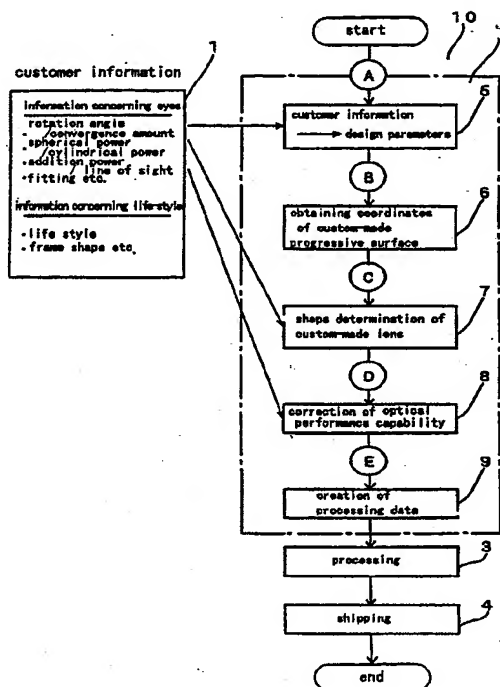 1
10
start
A
customer information
information concerning eyes
rotation angle
/convergence amount
spherical power
/cylindrical power
•addition power
/ line of sight
•fitting etc.
information concerning life-style
•life style
•frame shape etc.
customer information
design parameters
5
B
obtaining coordinates
of custom-made
progressive surface
6
C
shape determination of
custom-made lens
7
D
correction of optical
performance capability
8
E
creation of
processing data
9
processing
3
shipping
4
end